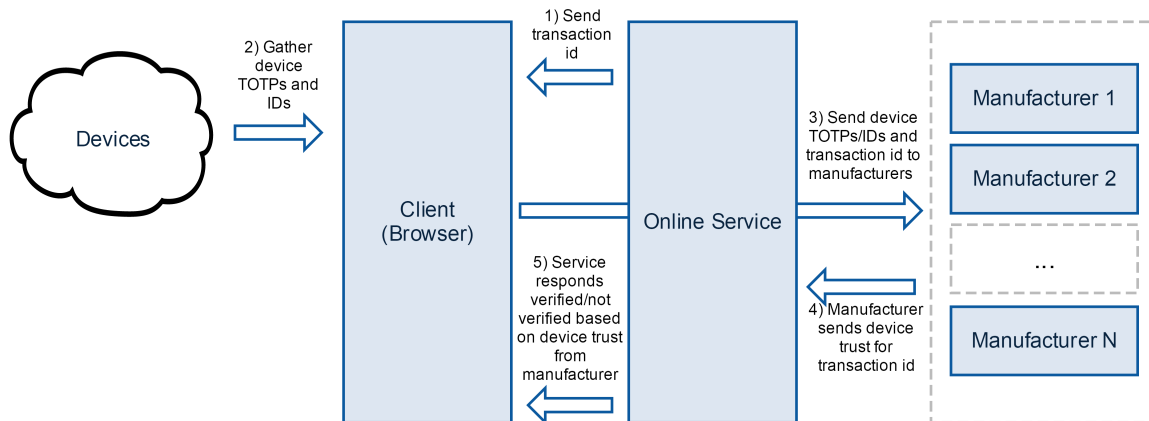 1) Send
transaction
id
2) Gather
device
TOTPs and
IDs
Devices
Client
(Browser)
Online Service
3) Send device
TOTPs/IDs and
transaction id to
manufacturers
Manufacturer 1
Manufacturer 2
...
Manufacturer N
4) Manufacturer
sends device
trust for
transaction id
5) Service
responds
verified/not
verified based
on device trust
from
manufacturer